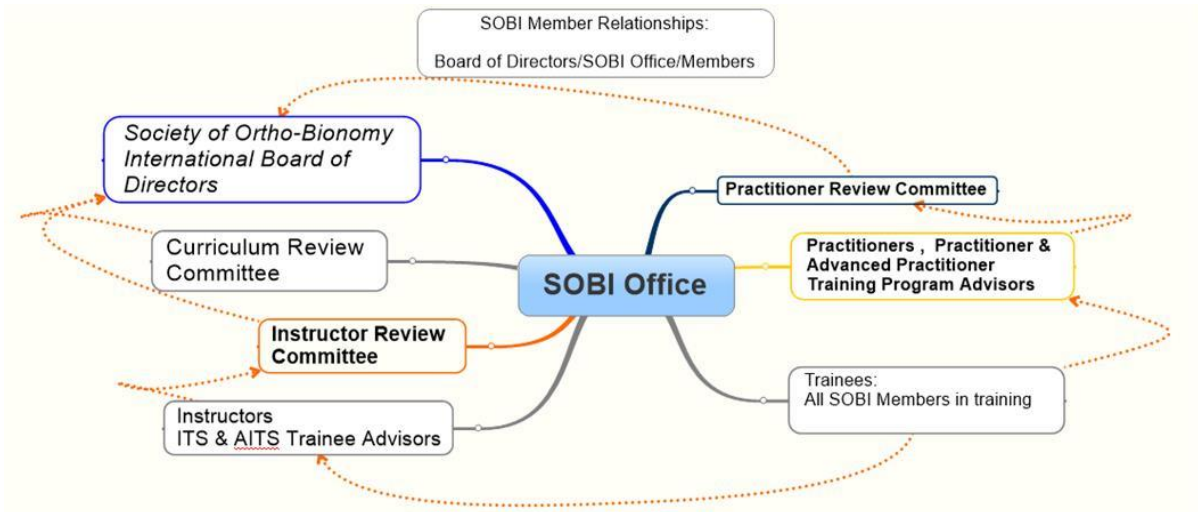 SOBI Member Relationships:
Board of Directors/SOBI Office/Members
Society of Ortho-Bionomy
International Board of
Directors
Practitioner Review Committee
Curriculum Review
Committee
Practitioners , Practitioner &
Advanced Practitioner
Training Program Advisors
SOBI Office
Instructor Review
Committee
Trainees:
All SOBI Members in training
Instructors
ITS & AITS Trainee Advisors